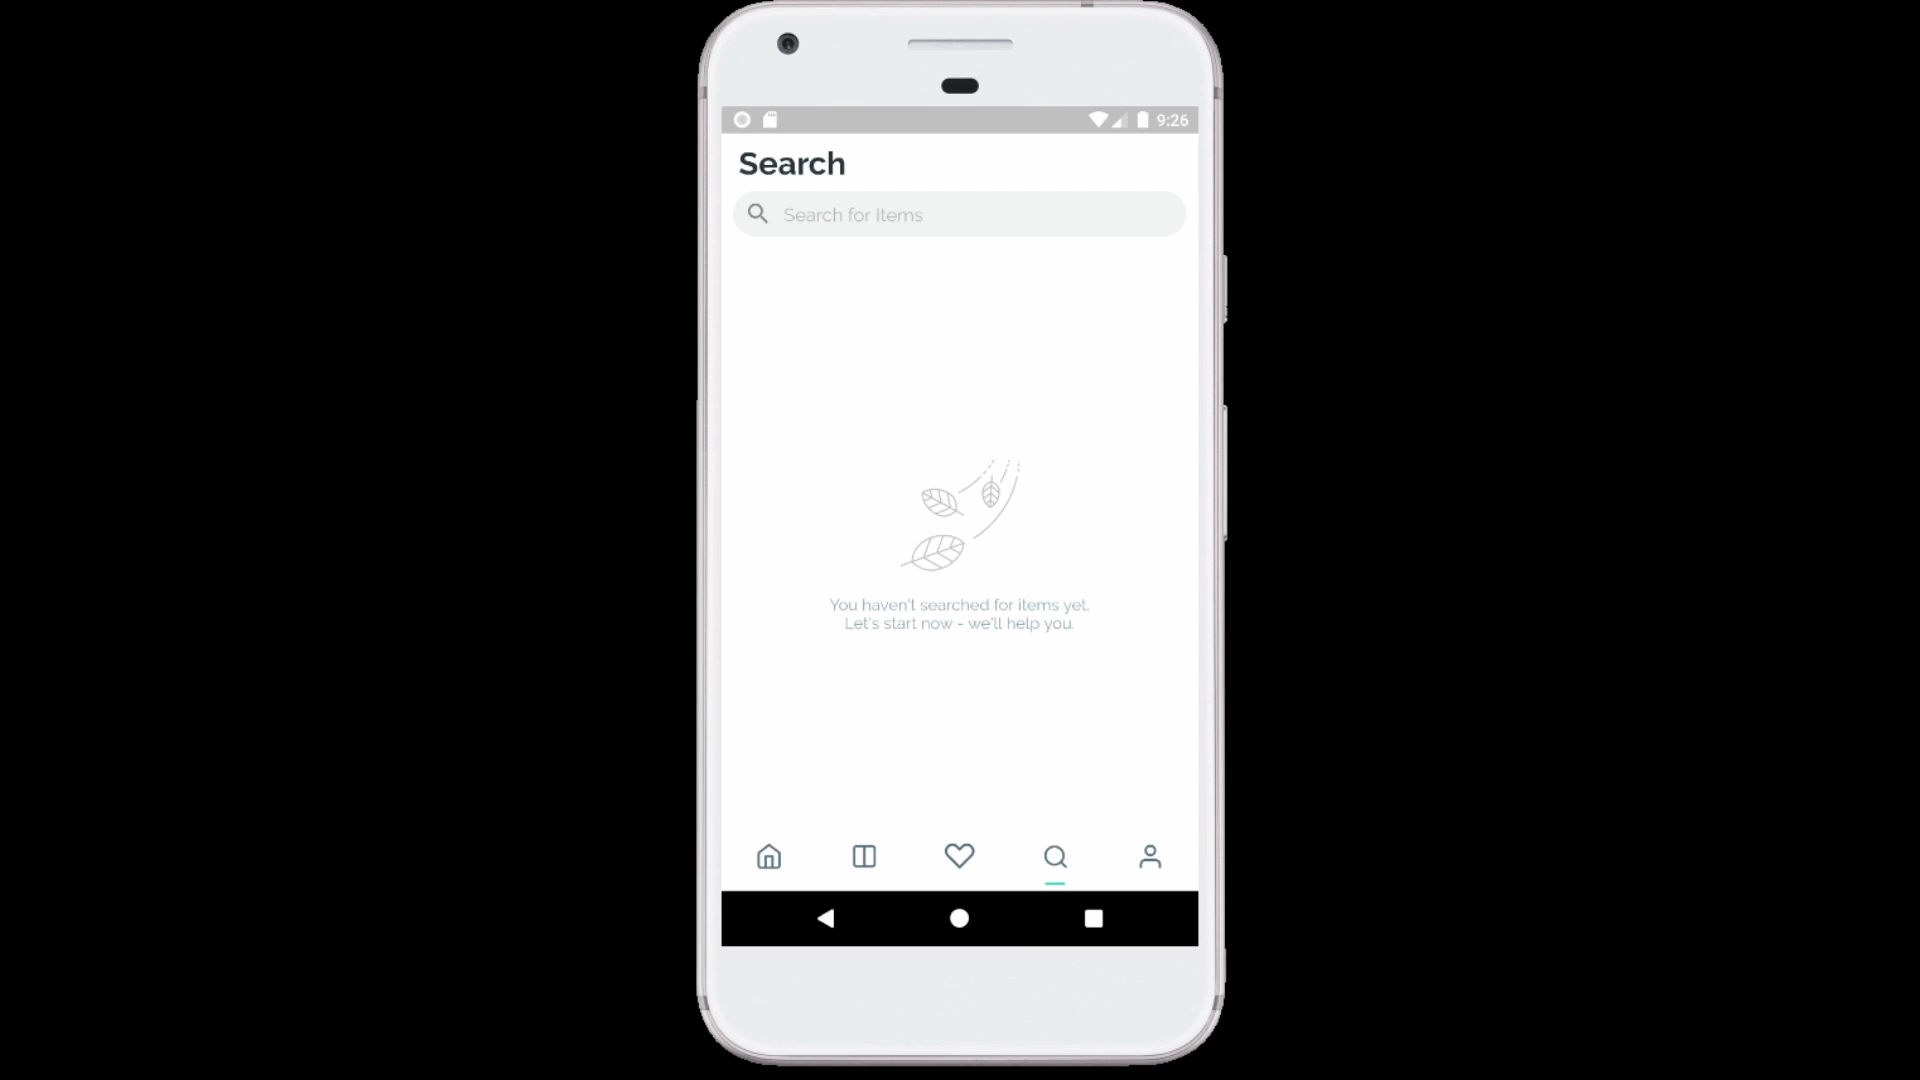 9:26
Search
Search for Items
You haven't searched for items yet.
Let's start now - we'll help you.